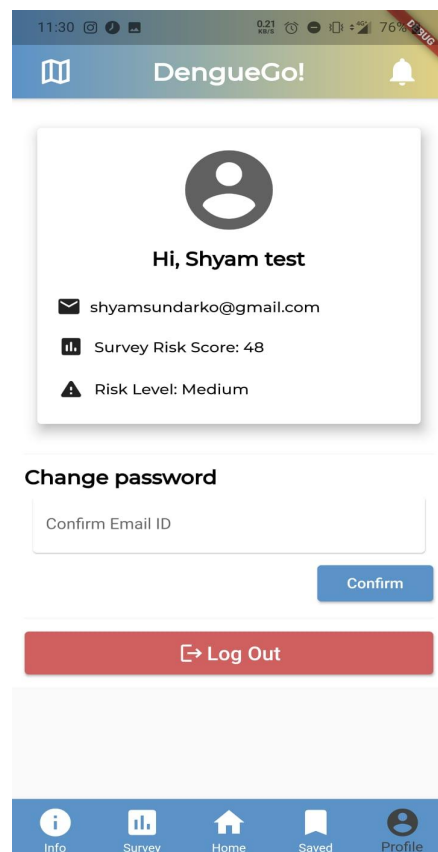 11:30
0.21
KB/S
4G
76%
DEBUG
DengueGo!
Hi, Shyam test
shyamsundarko@gmail.com
Survey Risk Score: 48
Risk Level: Medium
Change password
Confirm Email ID
Confirm
Log Out
Info Survey Home Saved Profile